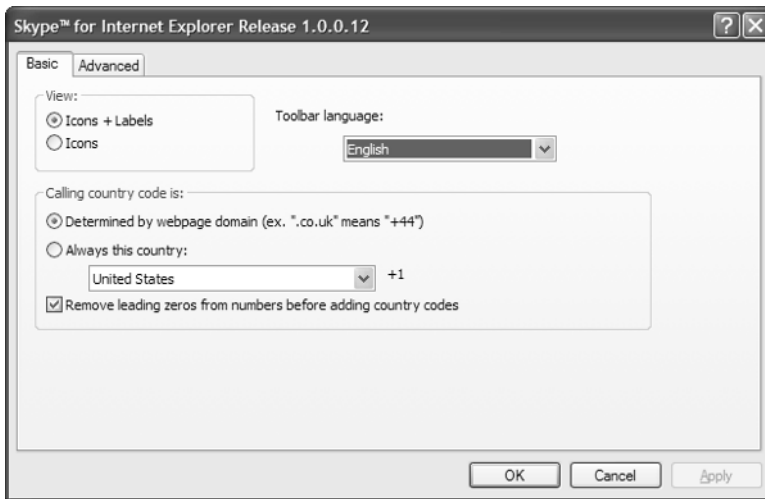 Skype™ for Internet Explorer Release 1.0.0.12
Basic
Advanced
View:
Icons + Labels
Icons
Toolbar language:
English
Calling country code is:
Determined by webpage domain (ex. ".co.uk" means "+44")
Always this country:
United States
+1
Remove leading zeros from numbers before adding country codes
OK
Cancel
Apply